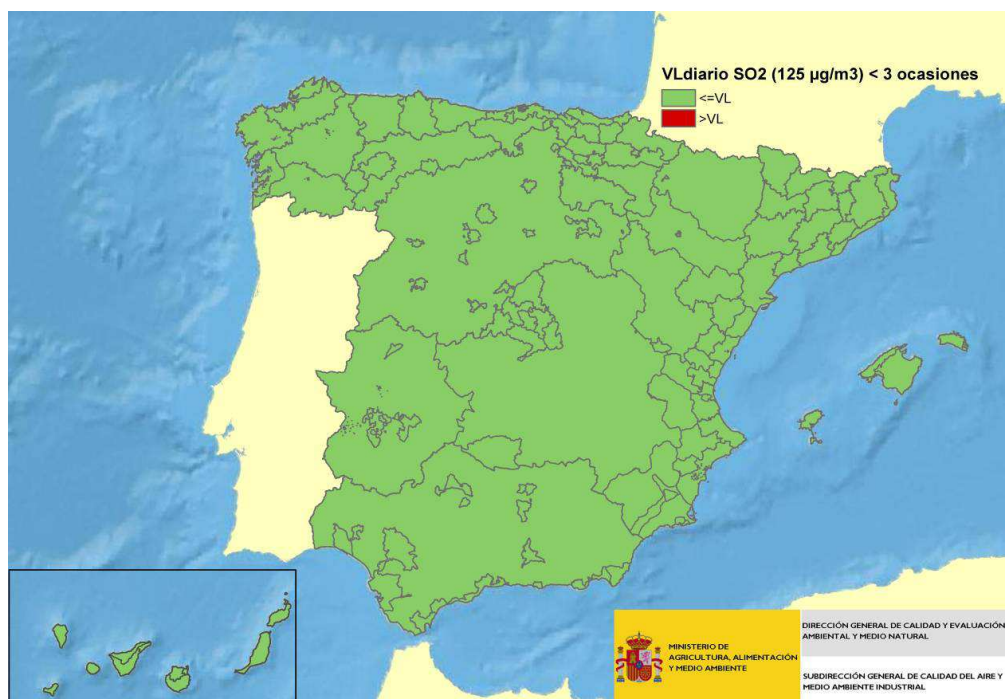 VLdiario SO2 (125 µg/m3) < 3 ocasiones
<=VL
>VL
MINISTERIO DE
AGRICULTURA, ALIMENTACIÓN
Y MEDIO AMBIENTE
DIRECCIÓN GENERAL DE CALIDAD Y EVALUACIÓN
AMBIENTAL Y MEDIO NATURAL
SUBDIRECCIÓN GENERAL DE CALIDAD DEL AIRE Y
MEDIO AMBIENTE INDUSTRIAL